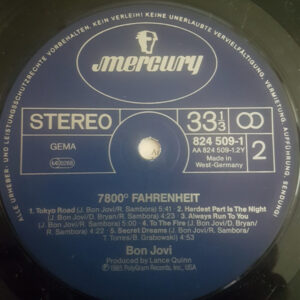 ALLE URHEBER- UND LEISTUNGSSCHUTZRECHTE VORBEHALTEN. KEIN VERLEIH! KEINE UNERLAUBTE VERVIELFÄLTIGUNG, VERMIETUNG, AUFFÜHRUNG, SENDUNG!
mercury
STEREO
33 1/3
GEMA
824 509-1
AA 824 509-1.2Y
Made in
West-Germany
2
7800° FAHRENHEIT
1. Tokyo Road (J. Bon Jovi/R. Sambora) 5:40 · 2. Hardest Part Is the Night
(J. Bon Jovi/D. Bryan/R. Sambora) 4:23 · 3. Always Run To You
(J. Bon Jovi/R. Sambora) 5:00 · 4. To The Fire (J. Bon Jovi/D. Bryan/
R. Sambora) 4:22 · 5. Secret Dreams (J. Bon Jovi/R. Sambora/
T. Torres/B. Grabowski) 4:53
Bon Jovi
Produced by Lance Quinn
℗ 1985 PolyGram Records, Inc., USA